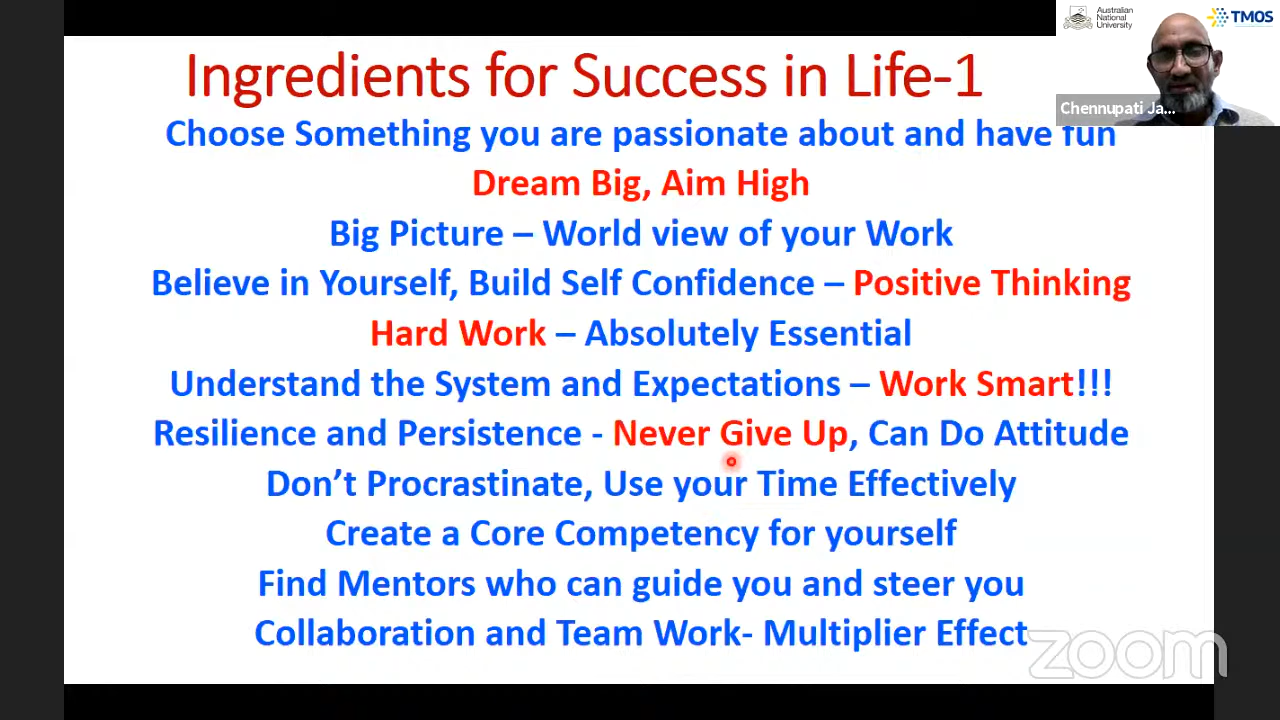 Australian
National
University
TMOS
Chennupati Ja...
Ingredients for Success in Life-1
Choose Something you are passionate about and have fun
Dream Big, Aim High
Big Picture – World view of your Work
Believe in Yourself, Build Self Confidence – Positive Thinking
Hard Work – Absolutely Essential
Understand the System and Expectations – Work Smart!!!
Resilience and Persistence - Never Give Up, Can Do Attitude
Don’t Procrastinate, Use your Time Effectively
Create a Core Competency for yourself
Find Mentors who can guide you and steer you
Collaboration and Team Work- Multiplier Effect
zoom